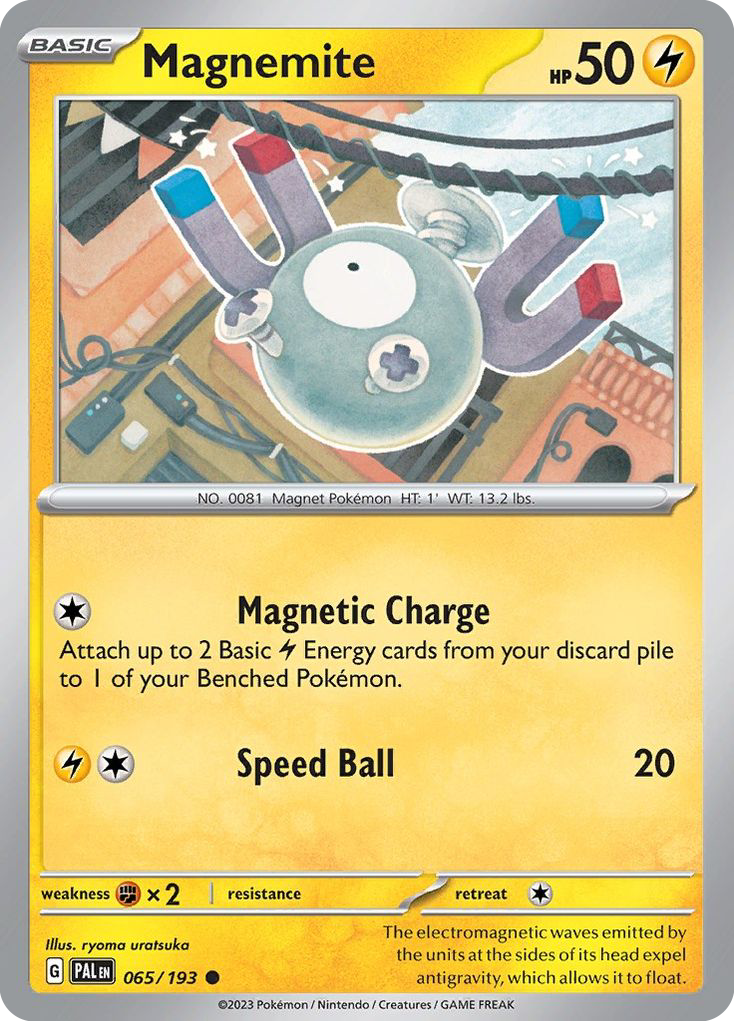 BASIC
Magnemite
HP 50
NO. 0081 Magnet Pokémon HT: 1' WT: 13.2 lbs.
Magnetic Charge
Attach up to 2 Basic Energy cards from your discard pile
to 1 of your Benched Pokémon.
Speed Ball 20
weakness ×2 resistance retreat
Illus. ryoma uratsuka
The electromagnetic waves emitted by
the units at the sides of its head expel
antigravity, which allows it to float.
G PAL EN 065/193
©2023 Pokémon / Nintendo / Creatures / GAME FREAK